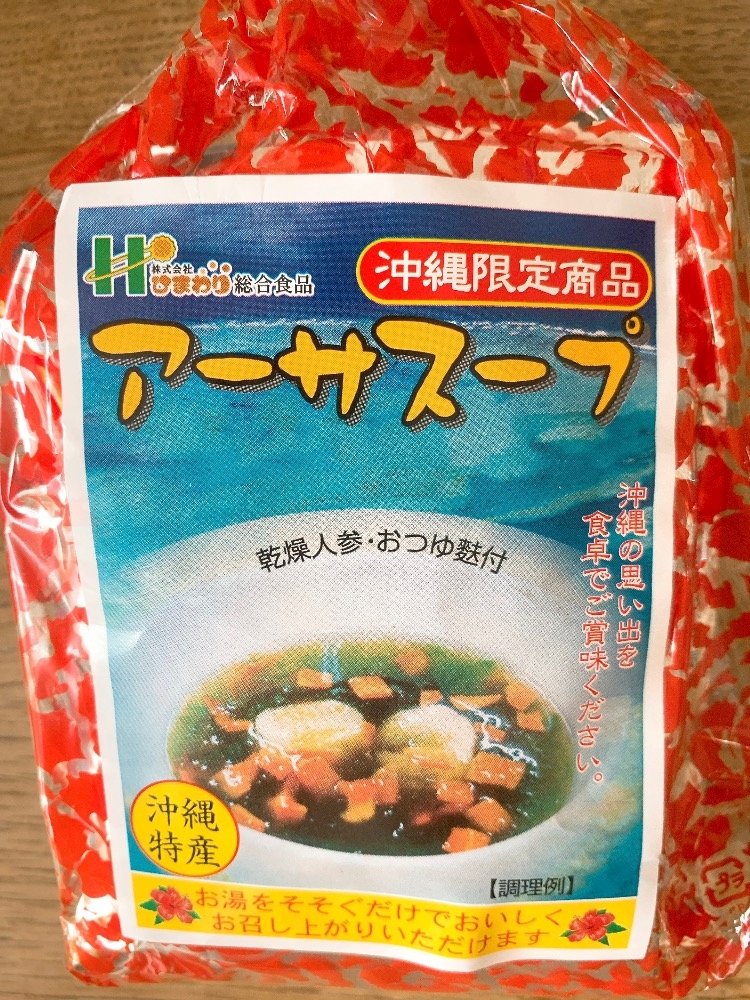 株式会社
ひまわり総合食品
沖縄限定商品
アーサスープ
乾燥人参・おつゆ麩付
沖縄の思い出を
食卓でご賞味ください。
沖縄
特産
【調理例】
お湯をそそぐだけでおいしく
お召し上がりいただけます
プラ